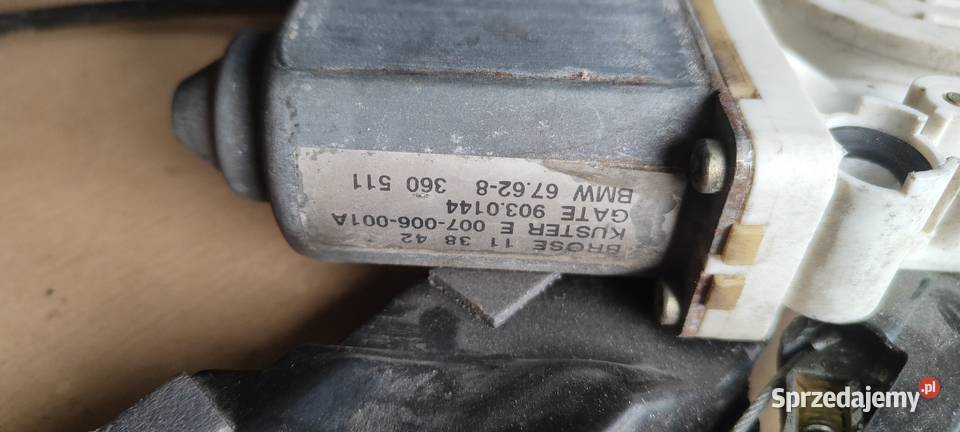 BROSE 11 38 42
KUSTER E 007-006-001A
GATE 903.0144
BMW 67.62-8 360 511
Sprzedajemy.pl